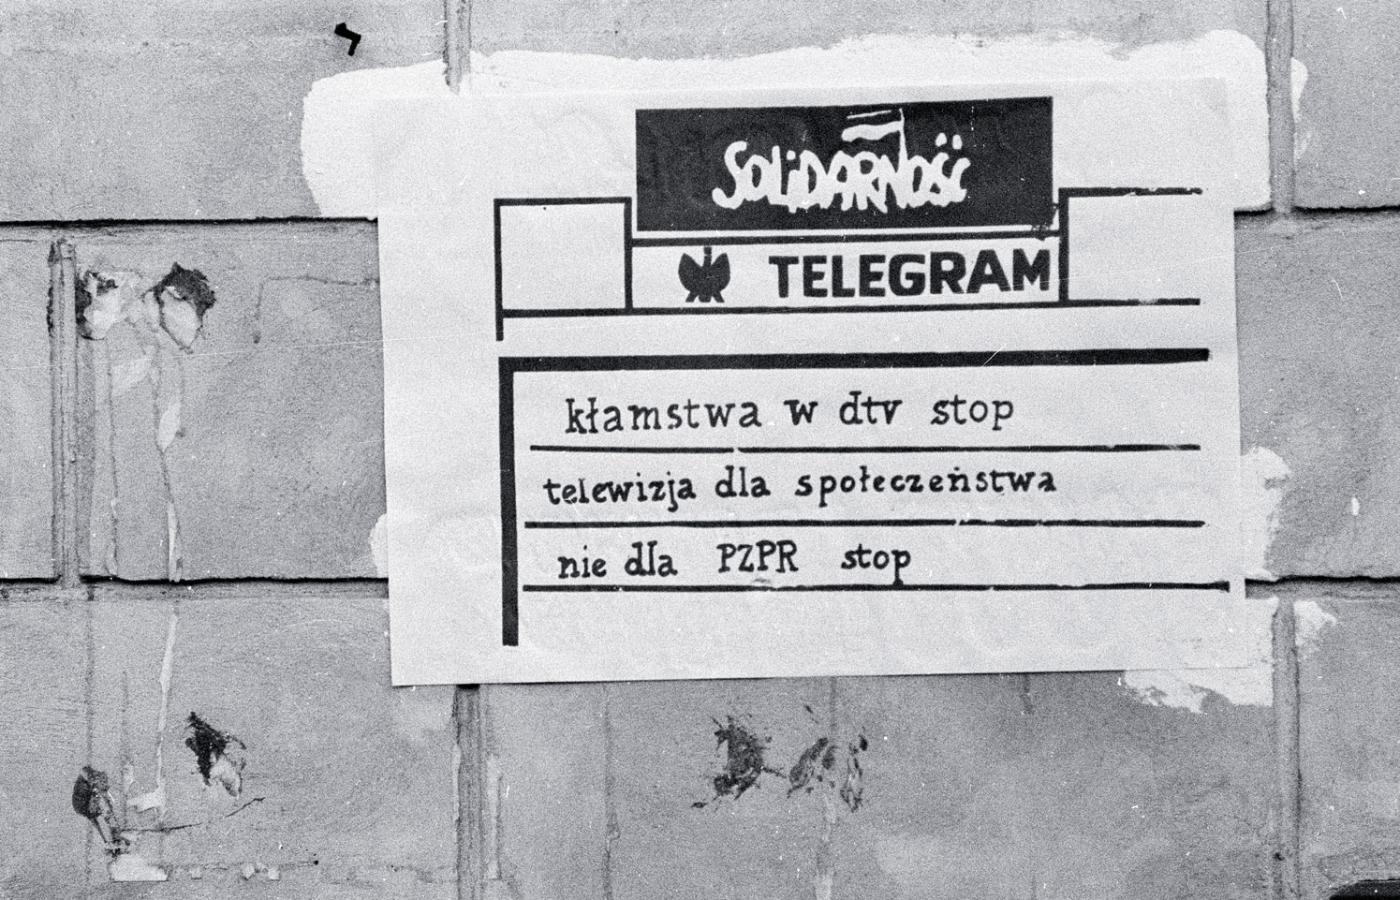 SOLiDARNOŚĆ
TELEGRAM
kłamstwa w dtv stop
telewizja dla społeczeństwa
nie dla PZPR stop